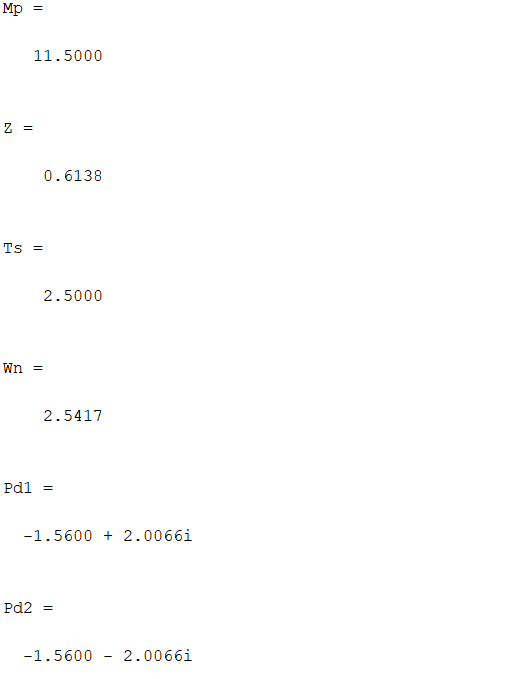 Mp =
11.5000
Z =
0.6138
Ts =
2.5000
Wn =
2.5417
Pd1 =
-1.5600 + 2.0066i
Pd2 =
-1.5600 - 2.0066i